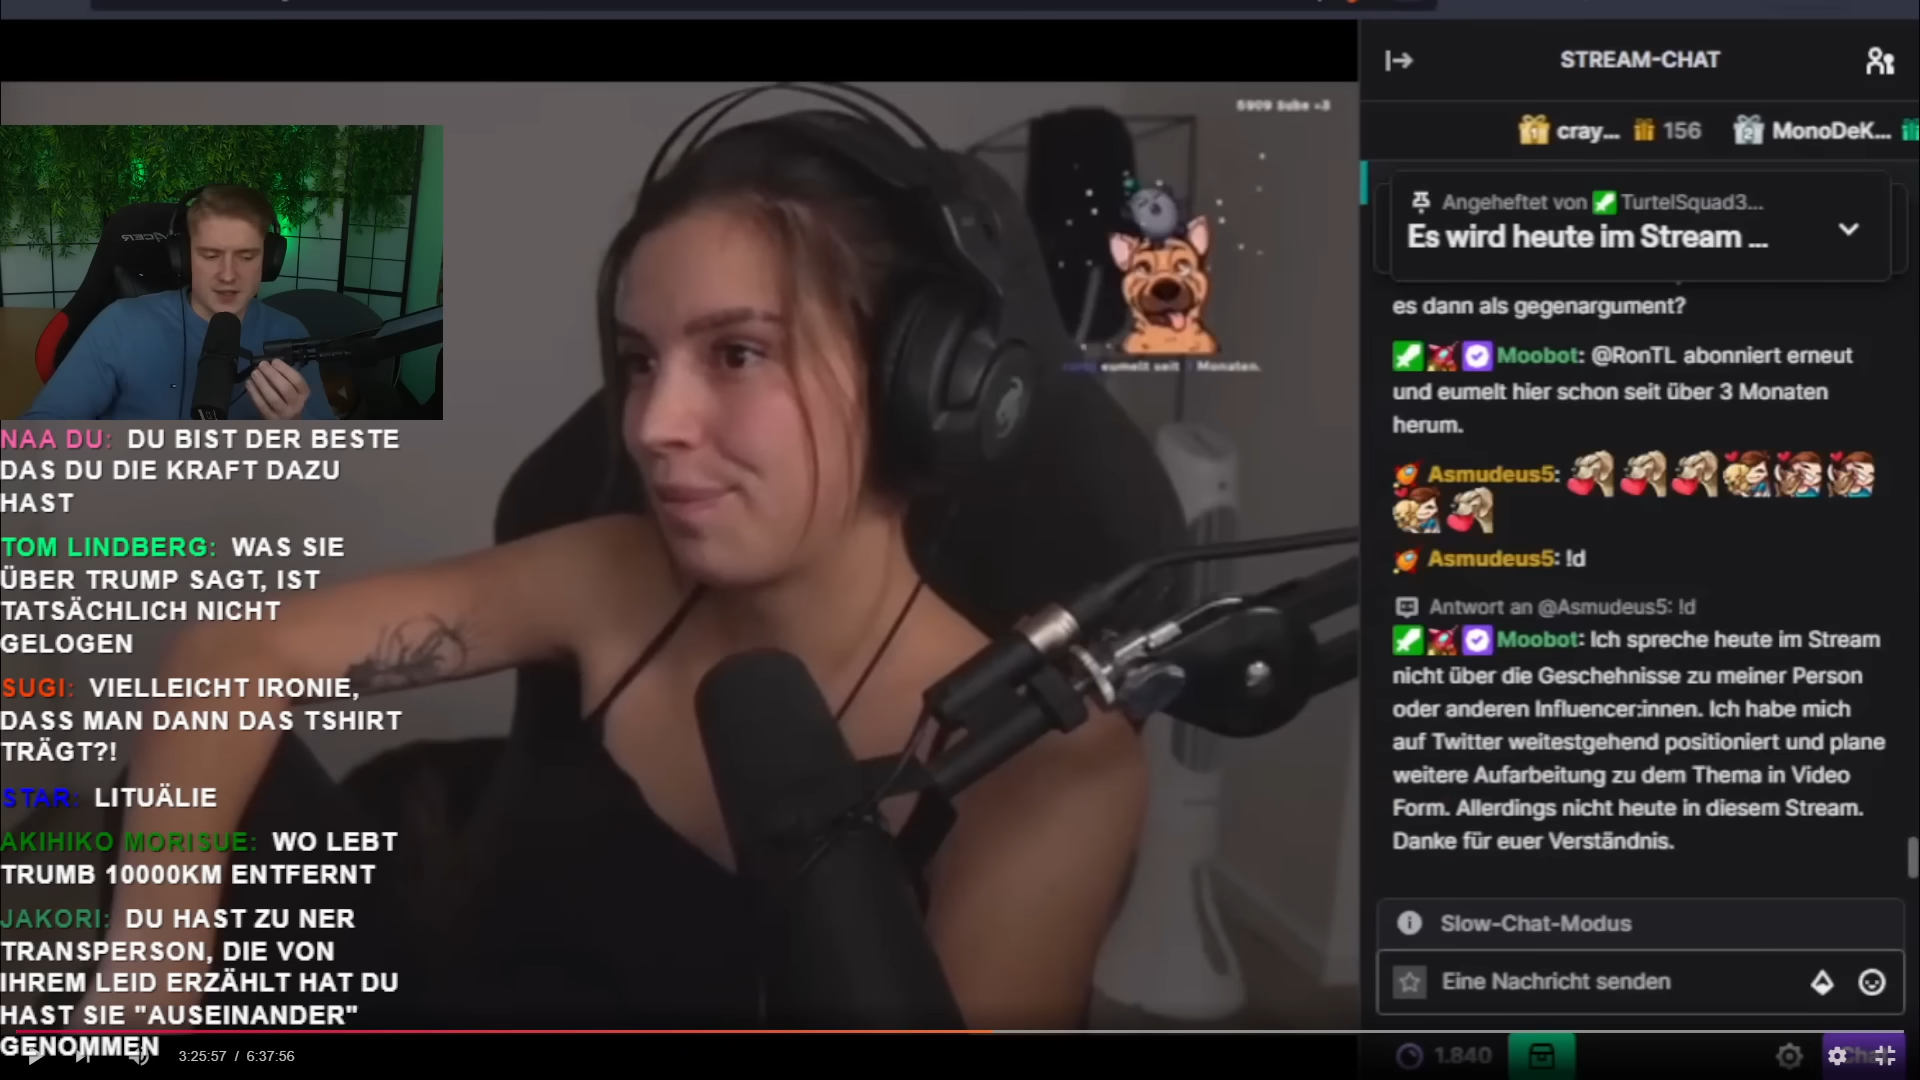 5909 Subs +3
eumelt seit Monaten.
NAA DU: DU BIST DER BESTE
DAS DU DIE KRAFT DAZU
HAST
TOM LINDBERG: WAS SIE
ÜBER TRUMP SAGT, IST
TATSÄCHLICH NICHT
GELOGEN
SUGI: VIELLEICHT IRONIE,
DASS MAN DANN DAS TSHIRT
TRÄGT?!
STAR: LITUÄLIE
AKIHIKO MORISUE: WO LEBT
TRUMB 10000KM ENTFERNT
JAKORI: DU HAST ZU NER
TRANSPERSON, DIE VON
IHREM LEID ERZÄHLT HAT DU
HAST SIE "AUSEINANDER"
GENOMMEN
3:25:57 / 6:37:56
STREAM-CHAT
cray... 156 MonoDeK...
Angeheftet von TurtelSquad3...
Es wird heute im Stream ...
es dann als gegenargument?
Moobot: @RonTL abonniert erneut
und eumelt hier schon seit über 3 Monaten
herum.
Asmudeus5:
Asmudeus5: !d
Antwort an @Asmudeus5: !d
Moobot: Ich spreche heute im Stream
nicht über die Geschehnisse zu meiner Person
oder anderen Influencer:innen. Ich habe mich
auf Twitter weitestgehend positioniert und plane
weitere Aufarbeitung zu dem Thema in Video
Form. Allerdings nicht heute in diesem Stream.
Danke für euer Verständnis.
Slow-Chat-Modus
Eine Nachricht senden
1.840